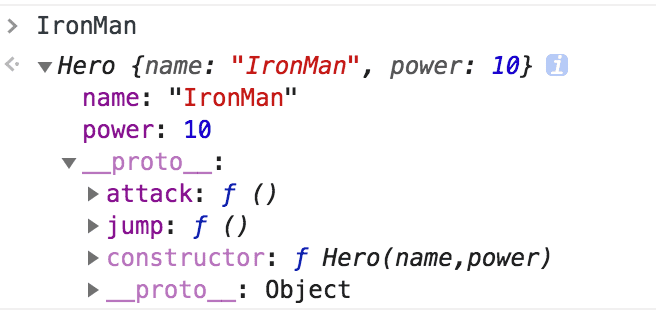 > IronMan
Hero {name: "IronMan", power: 10} i
name: "IronMan"
power: 10
__proto__:
attack: ƒ ()
jump: ƒ ()
constructor: ƒ Hero(name,power)
__proto__: Object